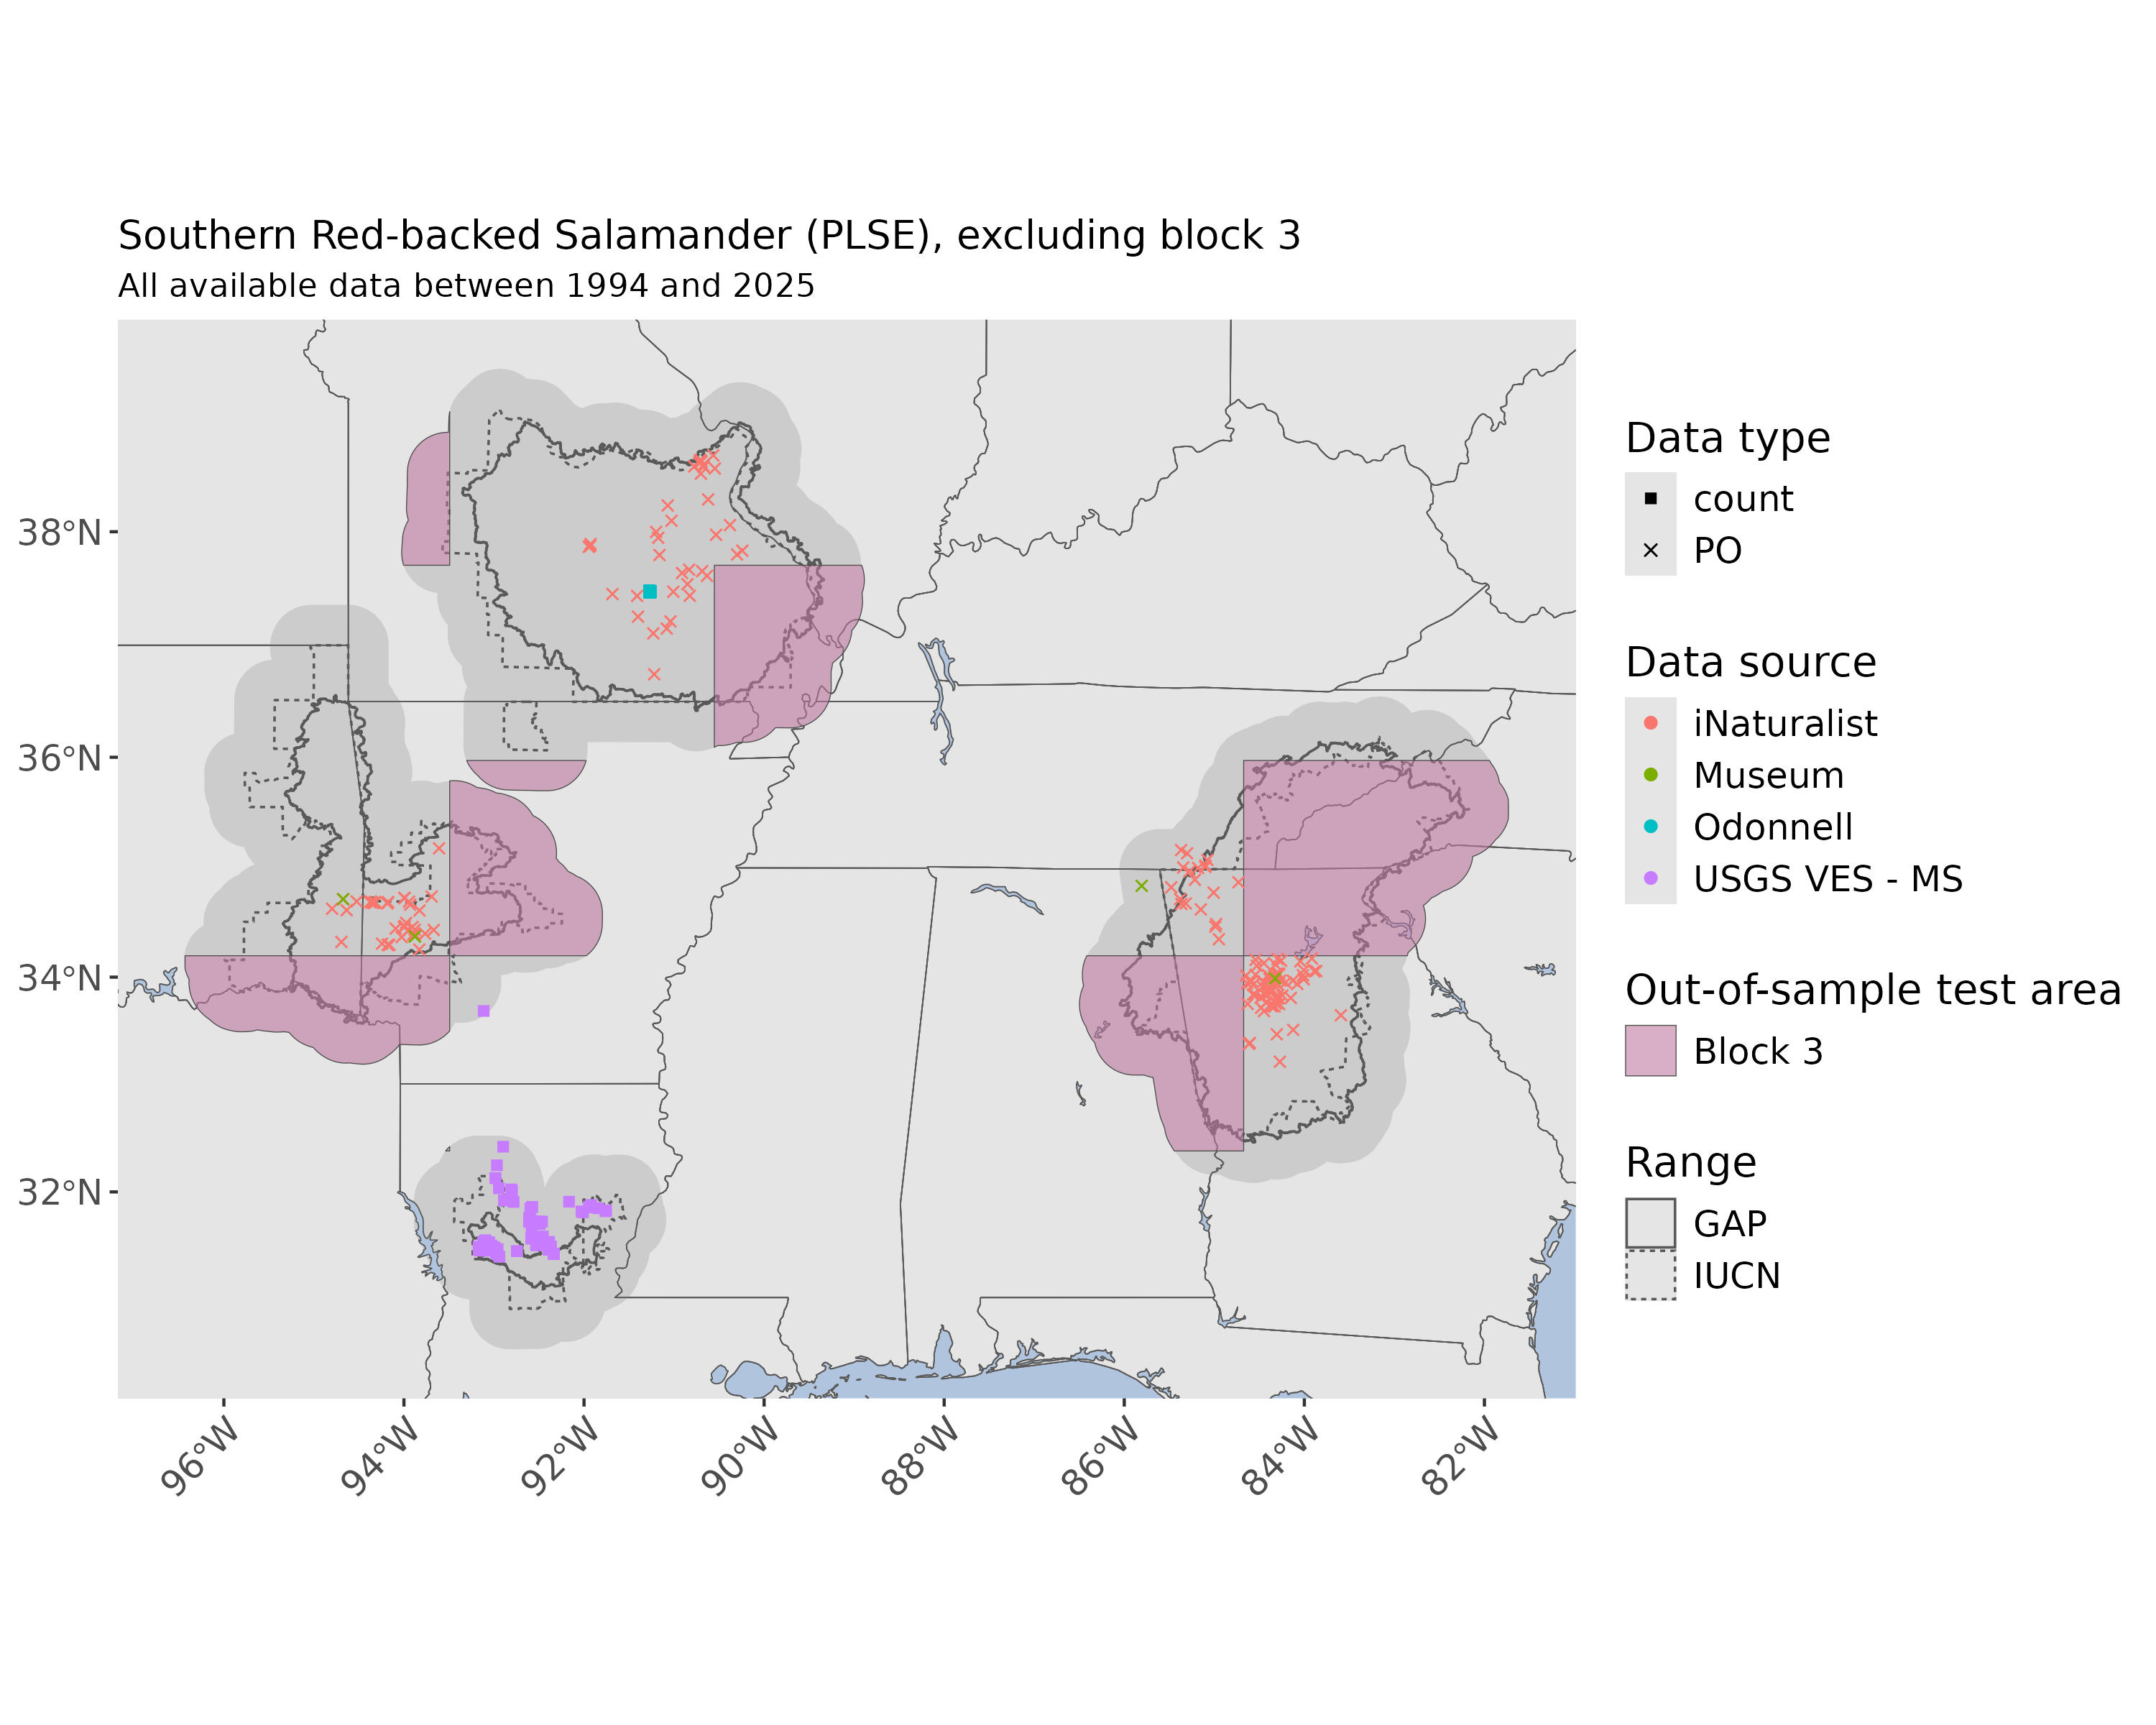 Southern Red-backed Salamander (PLSE), excluding block 3
All available data between 1994 and 2025
38°N
36°N
34°N
32°N
96°W
94°W
92°W
90°W
88°W
86°W
84°W
82°W
Data type
count
PO
Data source
iNaturalist
Museum
Odonnell
USGS VES - MS
Out-of-sample test area
Block 3
Range
GAP
IUCN